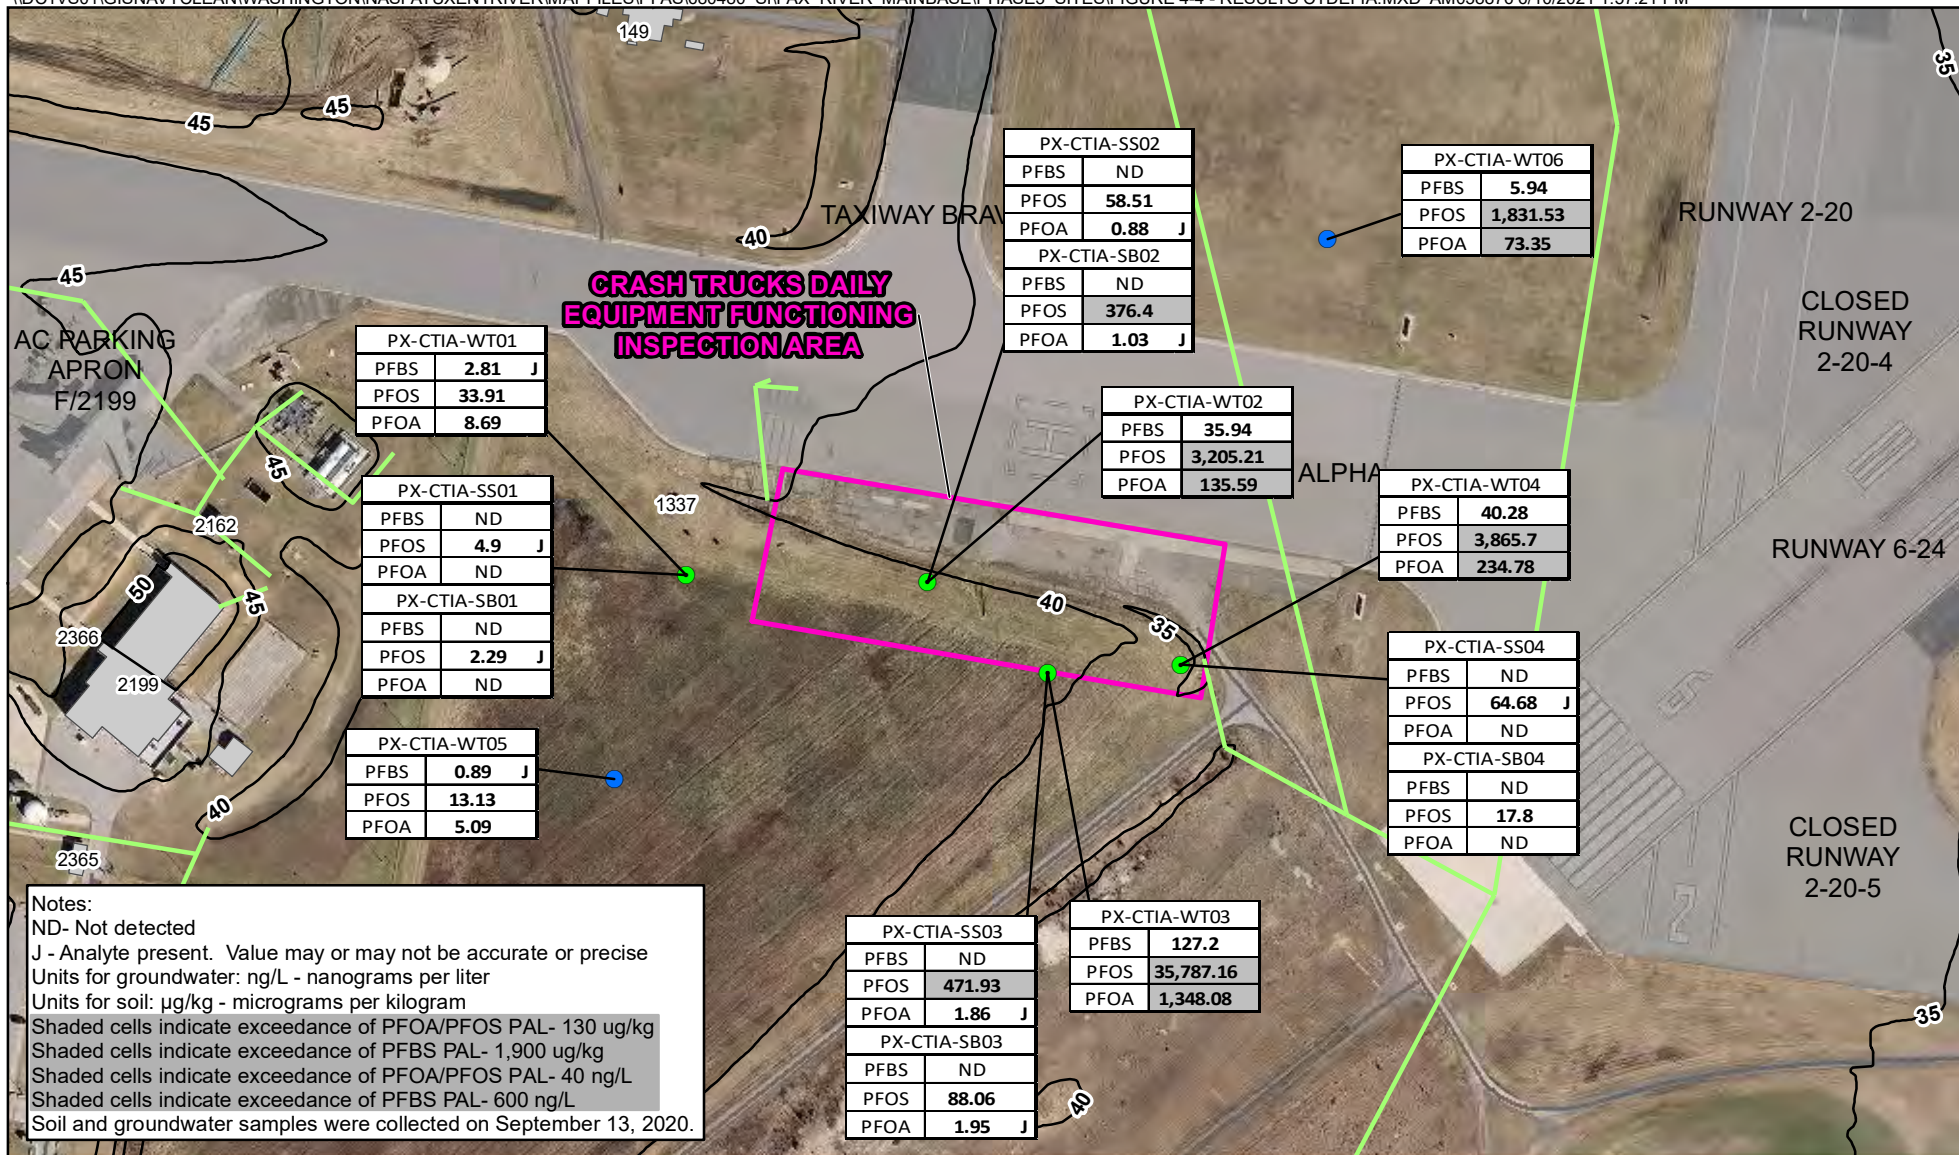 149
45
45
45
40
35
TAXIWAY BRAV
RUNWAY 2-20
CLOSED
RUNWAY
2-20-4
CRASH TRUCKS DAILY
EQUIPMENT FUNCTIONING
INSPECTION AREA
AC PARKING
APRON
F/2199
PX-CTIA-SS02
PFBS ND
PFOS 58.51
PFOA 0.88 J
PX-CTIA-SB02
PFBS ND
PFOS 376.4
PFOA 1.03 J
PX-CTIA-WT06
PFBS 5.94
PFOS 1,831.53
PFOA 73.35
PX-CTIA-WT01
PFBS 2.81 J
PFOS 33.91
PFOA 8.69
PX-CTIA-WT02
PFBS 35.94
PFOS 3,205.21
PFOA 135.59
ALPHA
PX-CTIA-WT04
PFBS 40.28
PFOS 3,865.7
PFOA 234.78
RUNWAY 6-24
45
2162
1337
PX-CTIA-SS01
PFBS ND
PFOS 4.9 J
PFOA ND
PX-CTIA-SB01
PFBS ND
PFOS 2.29 J
PFOA ND
50
45
2366
2199
40
35
PX-CTIA-SS04
PFBS ND
PFOS 64.68 J
PFOA ND
PX-CTIA-SB04
PFBS ND
PFOS 17.8
PFOA ND
PX-CTIA-WT05
PFBS 0.89 J
PFOS 13.13
PFOA 5.09
40
2365
CLOSED
RUNWAY
2-20-5
PX-CTIA-SS03
PFBS ND
PFOS 471.93
PFOA 1.86 J
PX-CTIA-SB03
PFBS ND
PFOS 88.06
PFOA 1.95 J
PX-CTIA-WT03
PFBS 127.2
PFOS 35,787.16
PFOA 1,348.08
40
35
Notes:
ND- Not detected
J - Analyte present. Value may or may not be accurate or precise
Units for groundwater: ng/L - nanograms per liter
Units for soil: µg/kg - micrograms per kilogram
Shaded cells indicate exceedance of PFOA/PFOS PAL- 130 ug/kg
Shaded cells indicate exceedance of PFBS PAL- 1,900 ug/kg
Shaded cells indicate exceedance of PFOA/PFOS PAL- 40 ng/L
Shaded cells indicate exceedance of PFBS PAL- 600 ng/L
Soil and groundwater samples were collected on September 13, 2020.